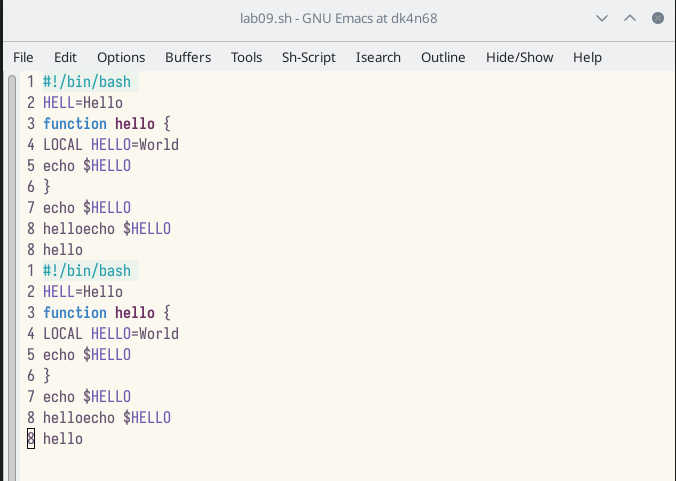 lab09.sh - GNU Emacs at dk4n68
File Edit Options Buffers Tools Sh-Script Isearch Outline Hide/Show Help
1 #!/bin/bash
2 HELL=Hello
3 function hello {
4 LOCAL HELLO=World
5 echo $HELLO
6 }
7 echo $HELLO
8 helloecho $HELLO
8 hello
1 #!/bin/bash
2 HELL=Hello
3 function hello {
4 LOCAL HELLO=World
5 echo $HELLO
6 }
7 echo $HELLO
8 helloecho $HELLO
8 hello